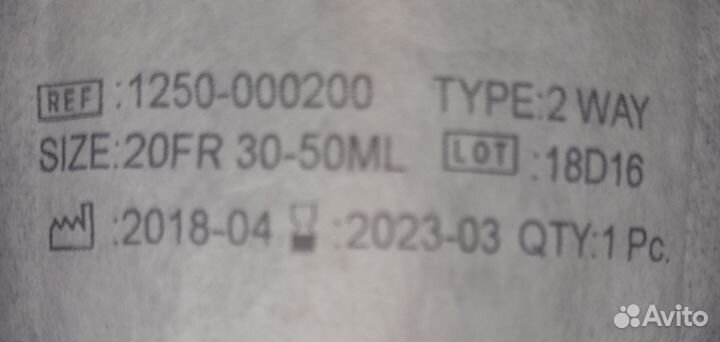 REF :1250-000200 TYPE:2 WAY
SIZE:20FR 30-50ML LOT :18D16
:2018-04 :2023-03 QTY:1 Pc.
Avito